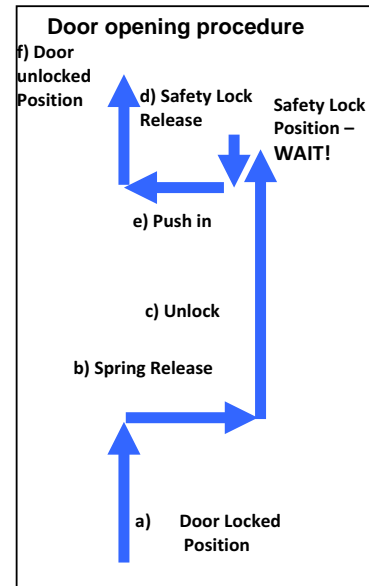 Door opening procedure
f) Door
unlocked
Position
d) Safety Lock
Release
Safety Lock
Position –
WAIT!
e) Push in
c) Unlock
b) Spring Release
a) Door Locked
Position